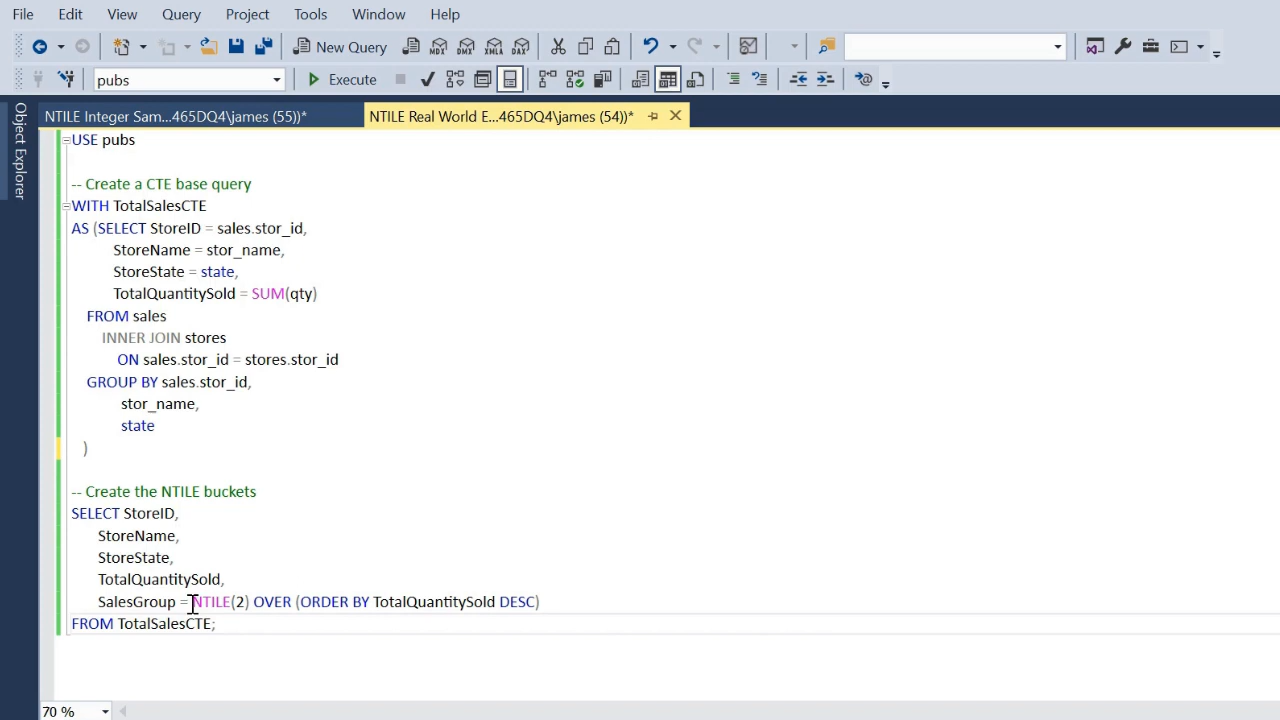 File Edit View Query Project Tools Window Help
New Query MDX DMX XMLA DAX
pubs Execute
Object Explorer
NTILE Integer Sam...465DQ4\james (55))* NTILE Real World E...465DQ4\james (54))*
USE pubs
-- Create a CTE base query
WITH TotalSalesCTE
AS (SELECT StoreID = sales.stor_id,
StoreName = stor_name,
StoreState = state,
TotalQuantitySold = SUM(qty)
FROM sales
INNER JOIN stores
ON sales.stor_id = stores.stor_id
GROUP BY sales.stor_id,
stor_name,
state
)
-- Create the NTILE buckets
SELECT StoreID,
StoreName,
StoreState,
TotalQuantitySold,
SalesGroup = NTILE(2) OVER (ORDER BY TotalQuantitySold DESC)
FROM TotalSalesCTE;
70 %